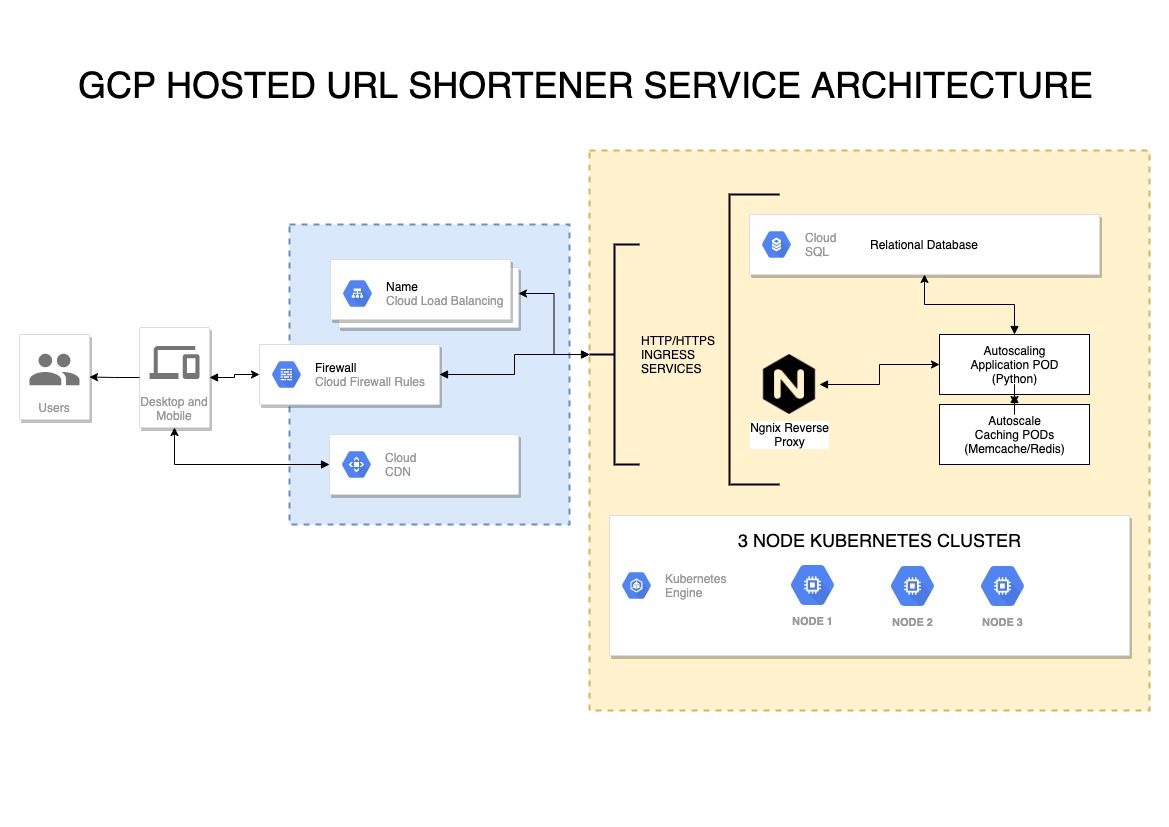 GCP HOSTED URL SHORTENER SERVICE ARCHITECTURE
Users
Desktop and
Mobile
Name
Cloud Load Balancing
Firewall
Cloud Firewall Rules
Cloud
CDN
HTTP/HTTPS
INGRESS
SERVICES
Cloud
SQL
Relational Database
N
Ngnix Reverse
Proxy
Autoscaling
Application POD
(Python)
Autoscale
Caching PODs
(Memcache/Redis)
3 NODE KUBERNETES CLUSTER
Kubernetes
Engine
NODE 1
NODE 2
NODE 3